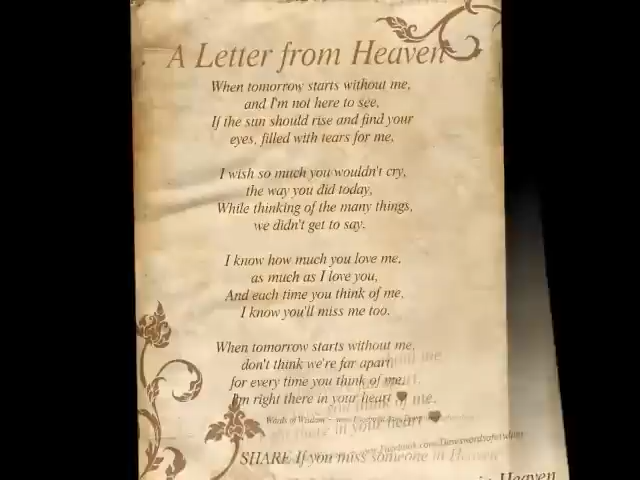 A Letter from Heaven
When tomorrow starts without me,
and I'm not here to see,
If the sun should rise and find your
eyes, filled with tears for me,
I wish so much you wouldn't cry,
the way you did today,
While thinking of the many things,
we didn't get to say.
I know how much you love me,
as much as I love you,
And each time you think of me,
I know you'll miss me too.
When tomorrow starts without me,
don't think we're far apart,
for every time you think of me,
I'm right there in your heart
Words of Wisdom
SHARE If you miss someone in Heaven